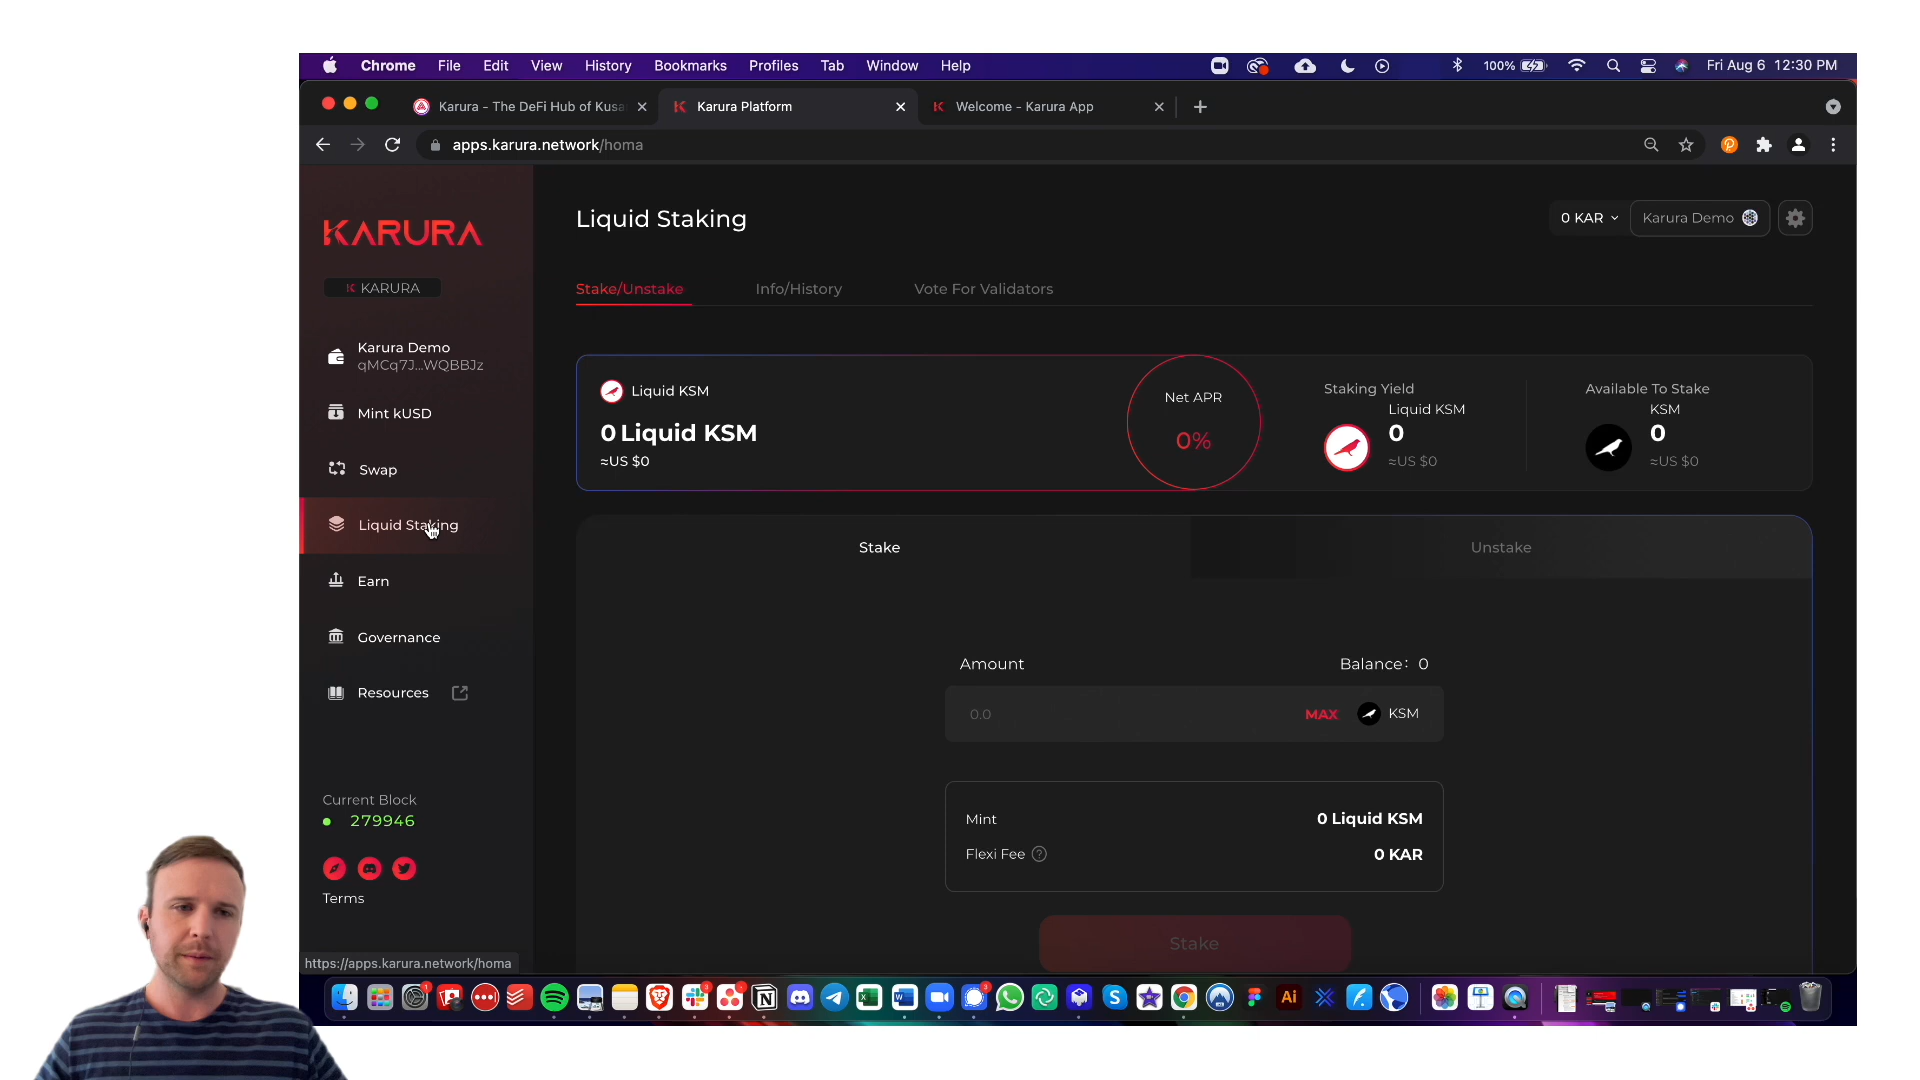 Chrome File Edit View History Bookmarks Profiles Tab Window Help 100% Fri Aug 6 12:30 PM
Karura - The DeFi Hub of Kusa Karura Platform Welcome - Karura App
apps.karura.network/homa
KARURA
KARURA
Karura Demo
qMCq7J...WQBBJz
Mint kUSD
Swap
Liquid Staking
Earn
Governance
Resources
Current Block
279946
Terms
https://apps.karura.network/homa
Liquid Staking
0 KAR Karura Demo
Stake/Unstake Info/History Vote For Validators
Liquid KSM
0 Liquid KSM
≈US $0
Net APR
0%
Staking Yield
Liquid KSM
0
≈US $0
Available To Stake
KSM
0
≈US $0
Stake Unstake
Amount Balance: 0
0.0 MAX KSM
Mint 0 Liquid KSM
Flexi Fee 0 KAR
Stake